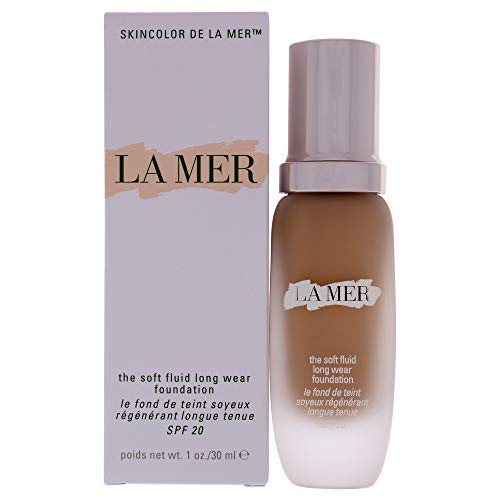 SKINCOLOR DE LA MER™
LA MER
the soft fluid long wear
foundation
le fond de teint soyeux
régénérant longue tenue
SPF 20
poids net wt. 1 oz./30 ml ℮
LA MER
the soft fluid
long wear
foundation
le fond de teint
soyeux régénérant
longue tenue
SPF 20